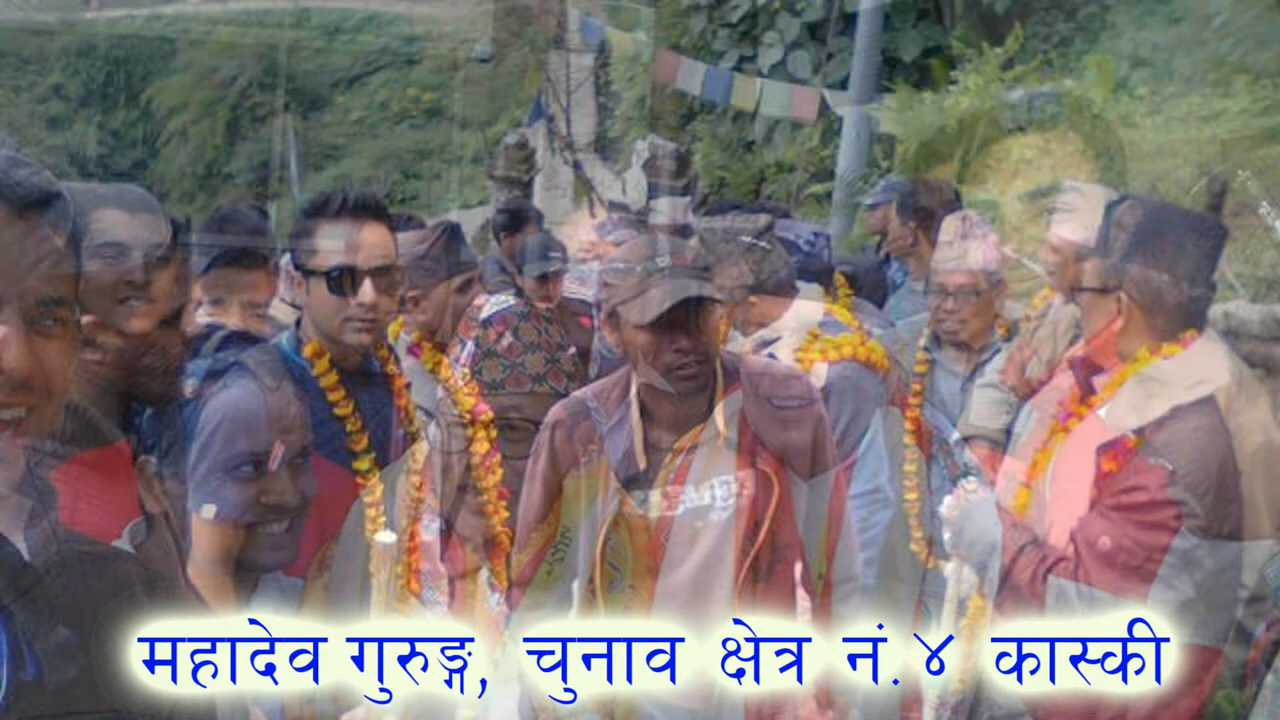 महादेव गुरुङ्ग, चुनाव क्षेत्र नं.४ कास्की